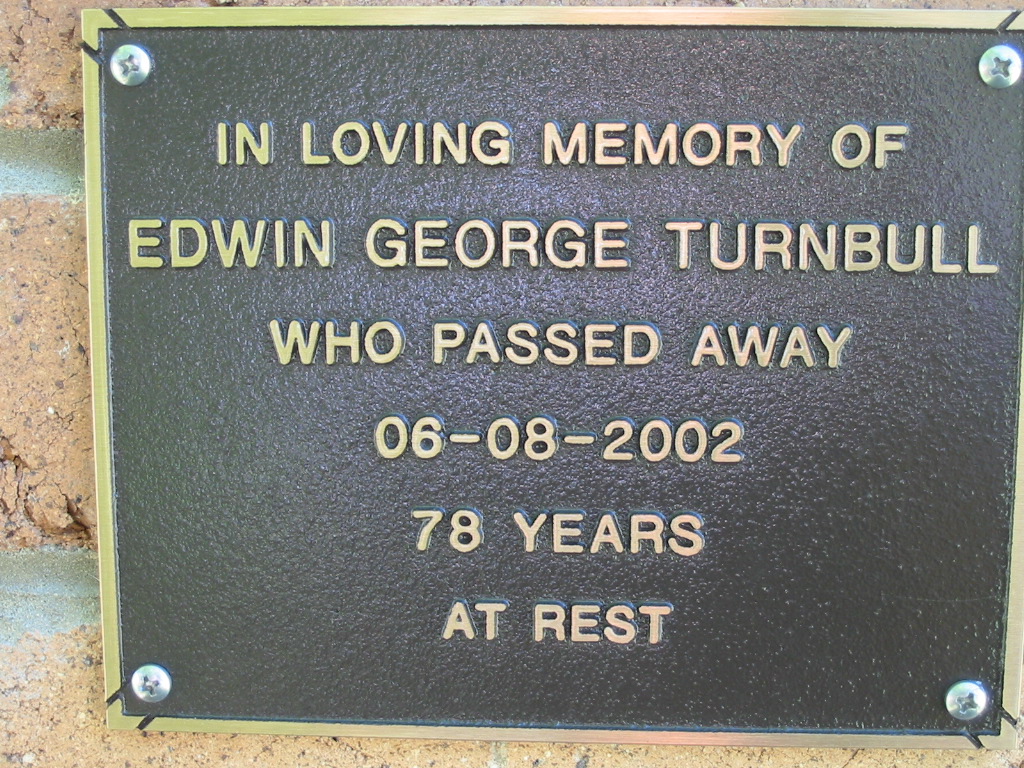 IN LOVING MEMORY OF
EDWIN GEORGE TURNBULL
WHO PASSED AWAY
06-08-2002
78 YEARS
AT REST